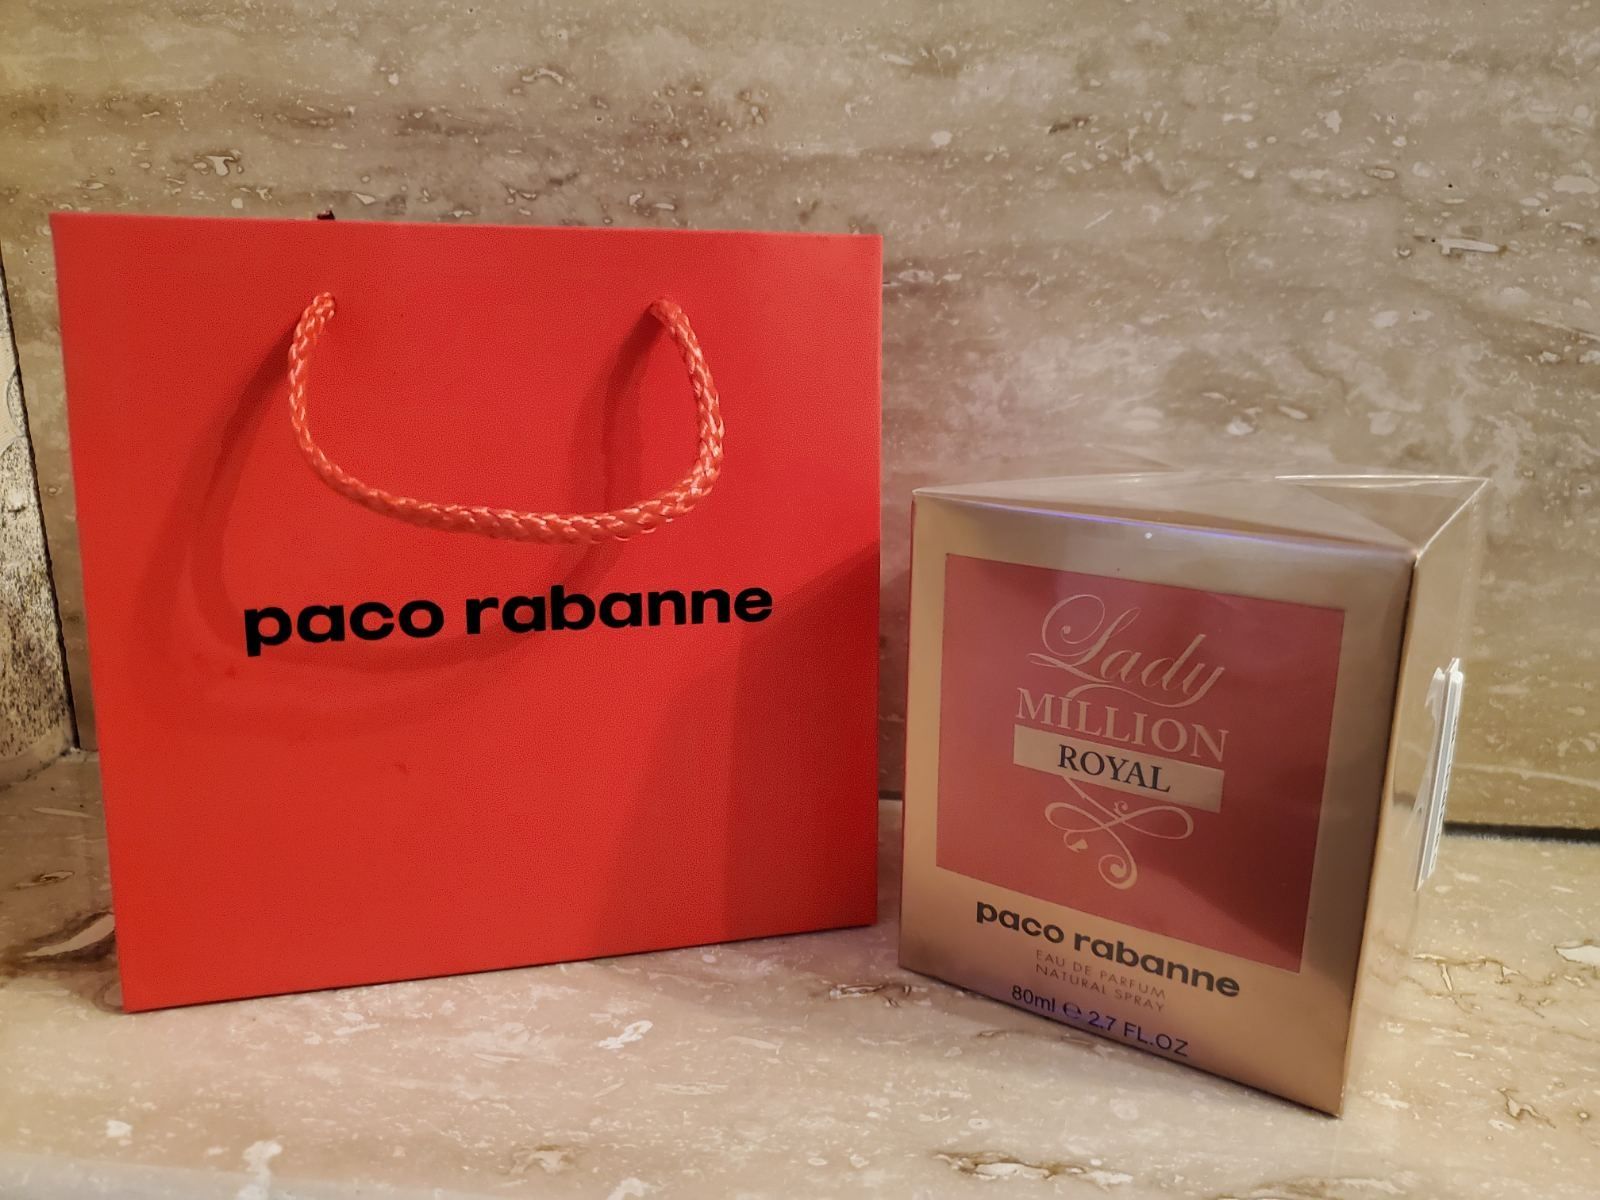 paco rabanne
Lady
MILLION
ROYAL
paco rabanne
EAU DE PARFUM
NATURAL SPRAY
80ml ℮ 2.7 FL.OZ